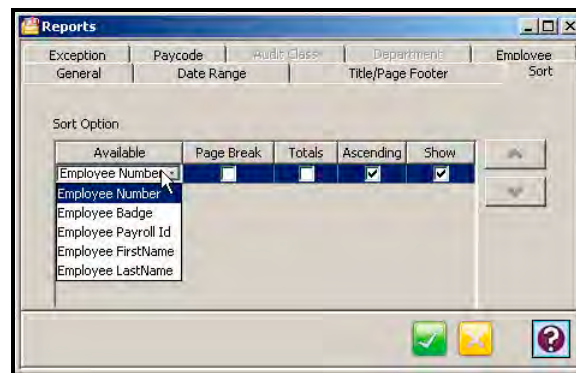 Reports
Exception Paycode Audit Class Department Employee
General Date Range Title/Page Footer Sort
Sort Option
Available Page Break Totals Ascending Show
Employee Number
Employee Number
Employee Badge
Employee Payroll Id
Employee FirstName
Employee LastName